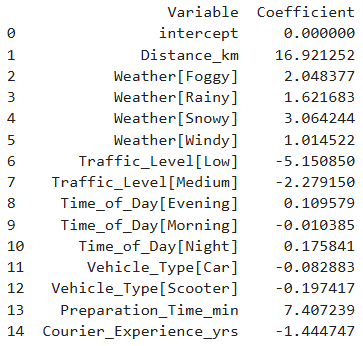 Variable Coefficient
0 intercept 0.000000
1 Distance_km 16.921252
2 Weather[Foggy] 2.048377
3 Weather[Rainy] 1.621683
4 Weather[Snowy] 3.064244
5 Weather[Windy] 1.014522
6 Traffic_Level[Low] -5.150850
7 Traffic_Level[Medium] -2.279150
8 Time_of_Day[Evening] 0.109579
9 Time_of_Day[Morning] -0.010385
10 Time_of_Day[Night] 0.175841
11 Vehicle_Type[Car] -0.082883
12 Vehicle_Type[Scooter] -0.197417
13 Preparation_Time_min 7.407239
14 Courier_Experience_yrs -1.444747